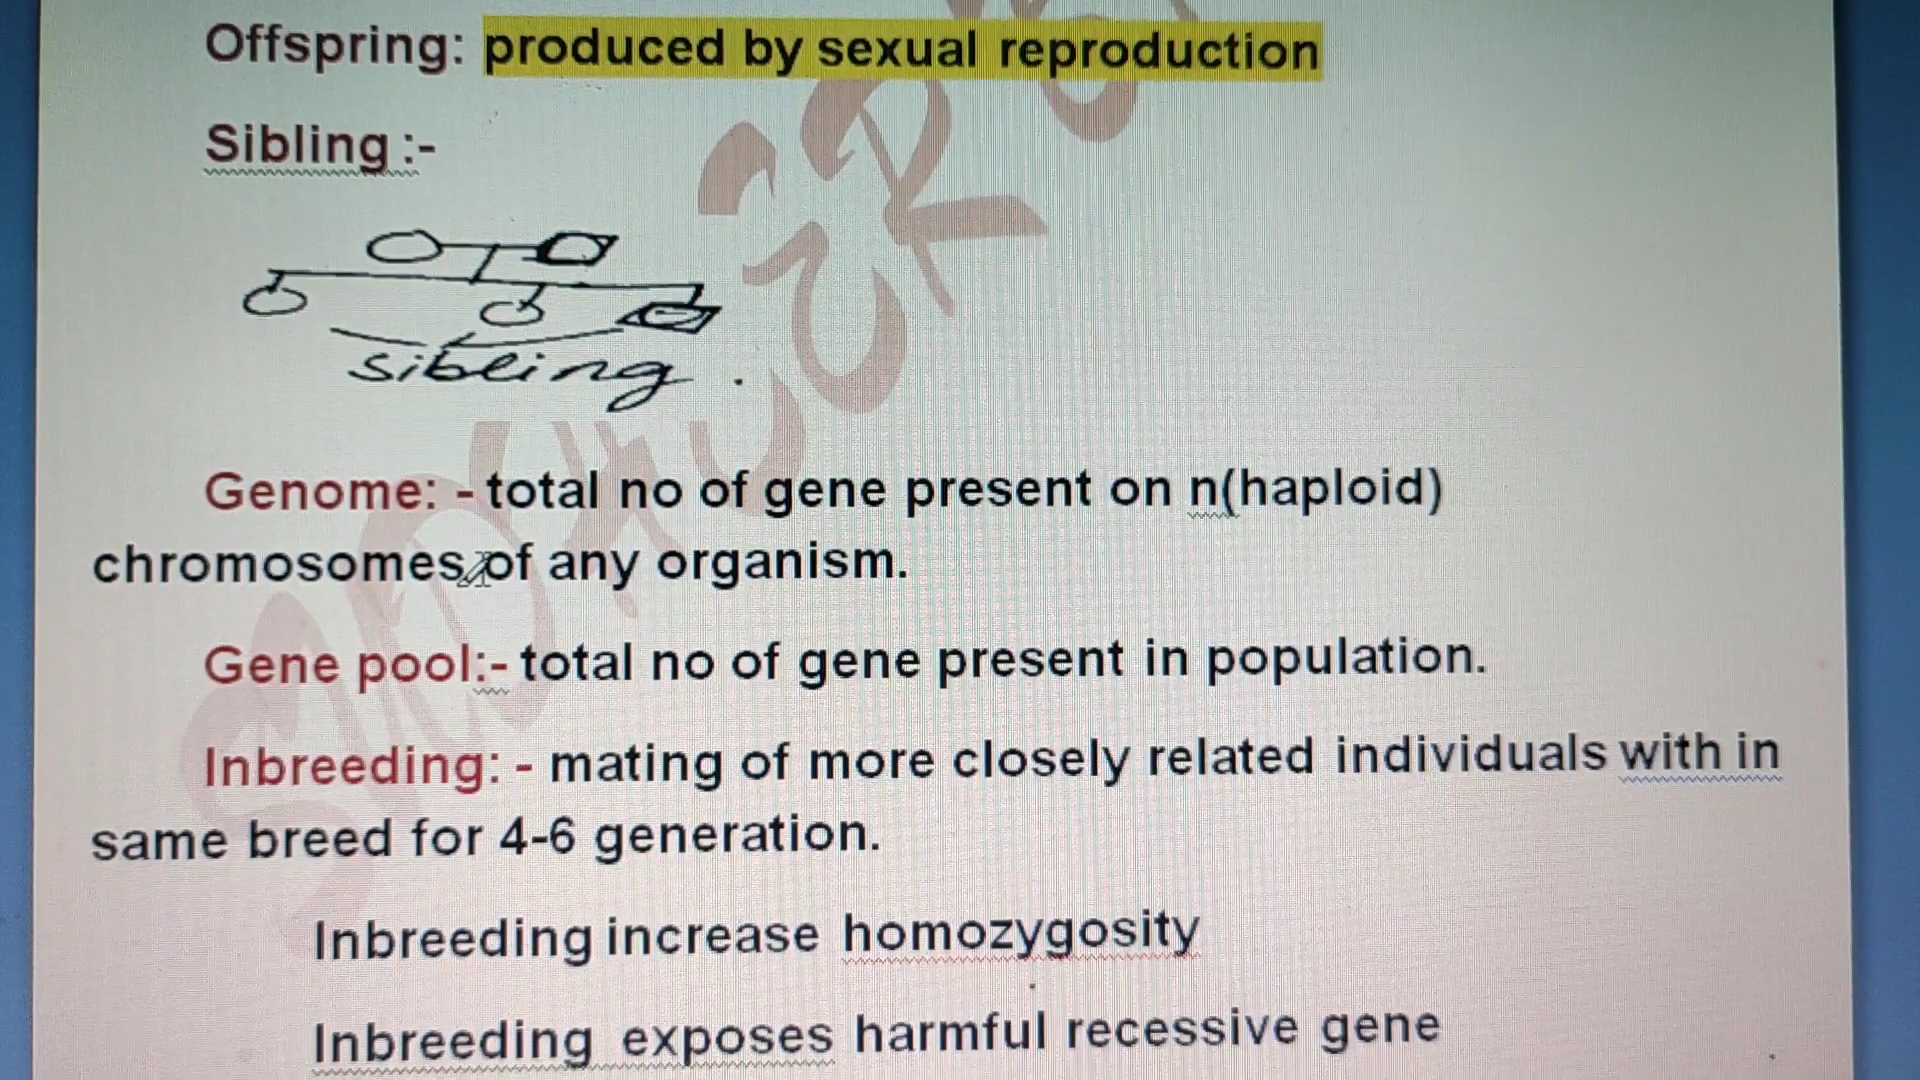 Offspring: produced by sexual reproduction
Sibling :-
sibling .
Genome: - total no of gene present on n(haploid)
chromosomes of any organism.
Gene pool:- total no of gene present in population.
Inbreeding: - mating of more closely related individuals with in
same breed for 4-6 generation.
Inbreeding increase homozygosity
Inbreeding exposes harmful recessive gene